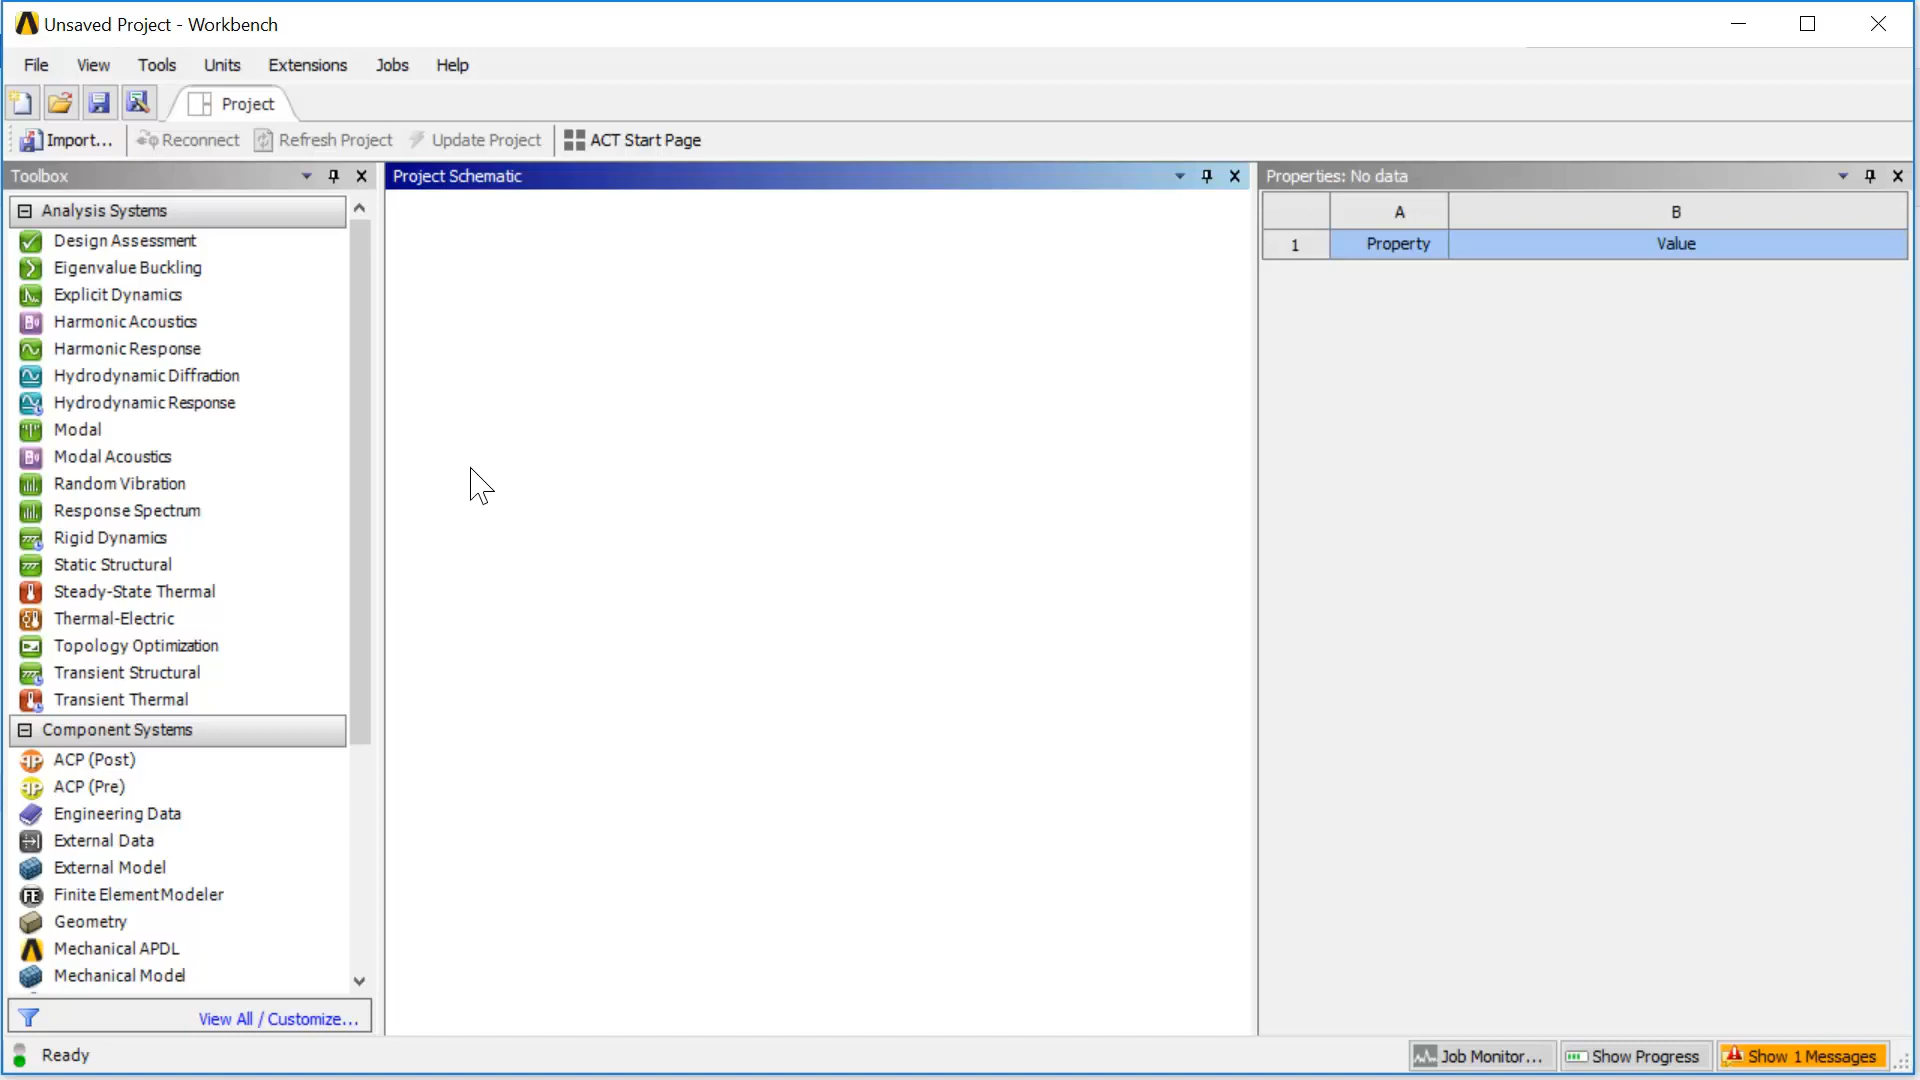 Unsaved Project - Workbench
File View Tools Units Extensions Jobs Help
Project
Import... Reconnect Refresh Project Update Project ACT Start Page
Toolbox
Analysis Systems
Design Assessment
Eigenvalue Buckling
Explicit Dynamics
Harmonic Acoustics
Harmonic Response
Hydrodynamic Diffraction
Hydrodynamic Response
Modal
Modal Acoustics
Random Vibration
Response Spectrum
Rigid Dynamics
Static Structural
Steady-State Thermal
Thermal-Electric
Topology Optimization
Transient Structural
Transient Thermal
Component Systems
ACP (Post)
ACP (Pre)
Engineering Data
External Data
External Model
Finite Element Modeler
Geometry
Mechanical APDL
Mechanical Model
View All / Customize...
Project Schematic
Properties: No data
A B
1 Property Value
Ready
Job Monitor... Show Progress Show 1 Messages